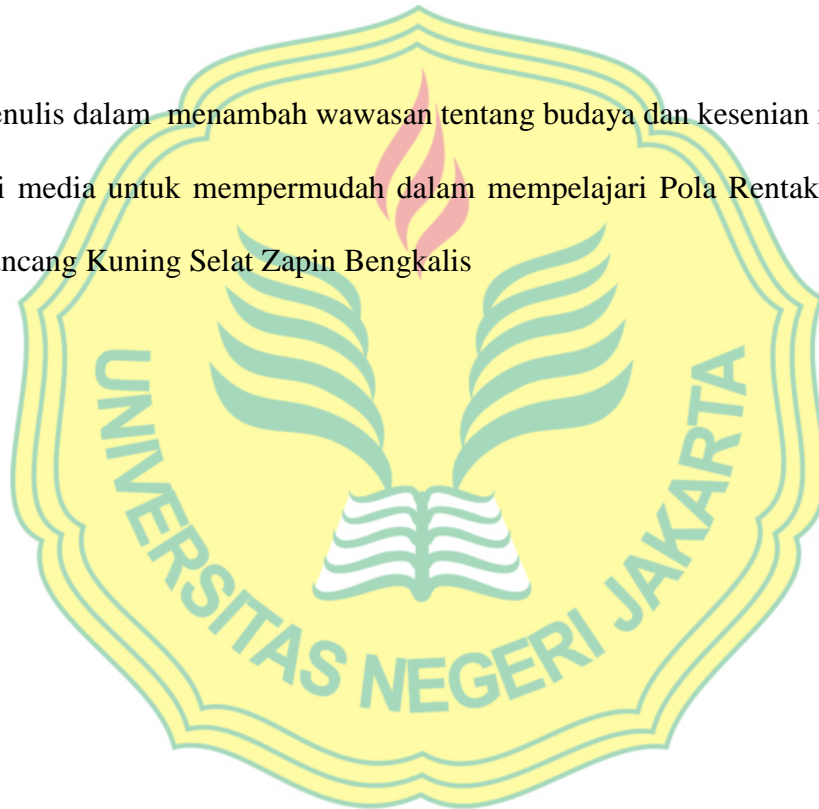 enulis dalam menambah wawasan tentang budaya dan kesenian
i media untuk mempermudah dalam mempelajari Pola Rentak
ncang Kuning Selat Zapin Bengkalis
UNIVERSITAS NEGERI JAKARTA